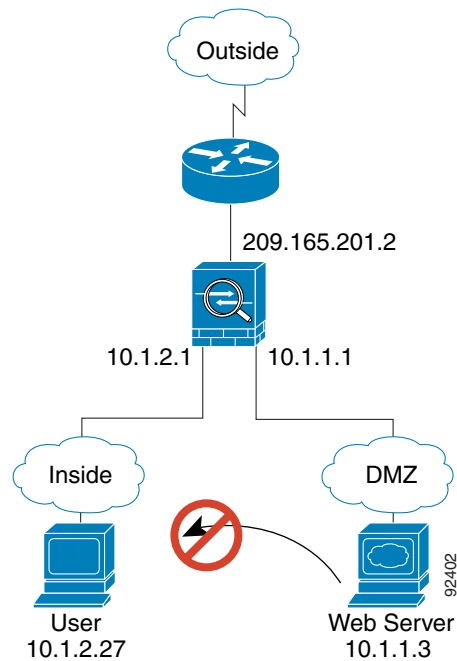 Outside
209.165.201.2
10.1.2.1
10.1.1.1
Inside
DMZ
User
10.1.2.27
Web Server
10.1.1.3
92402